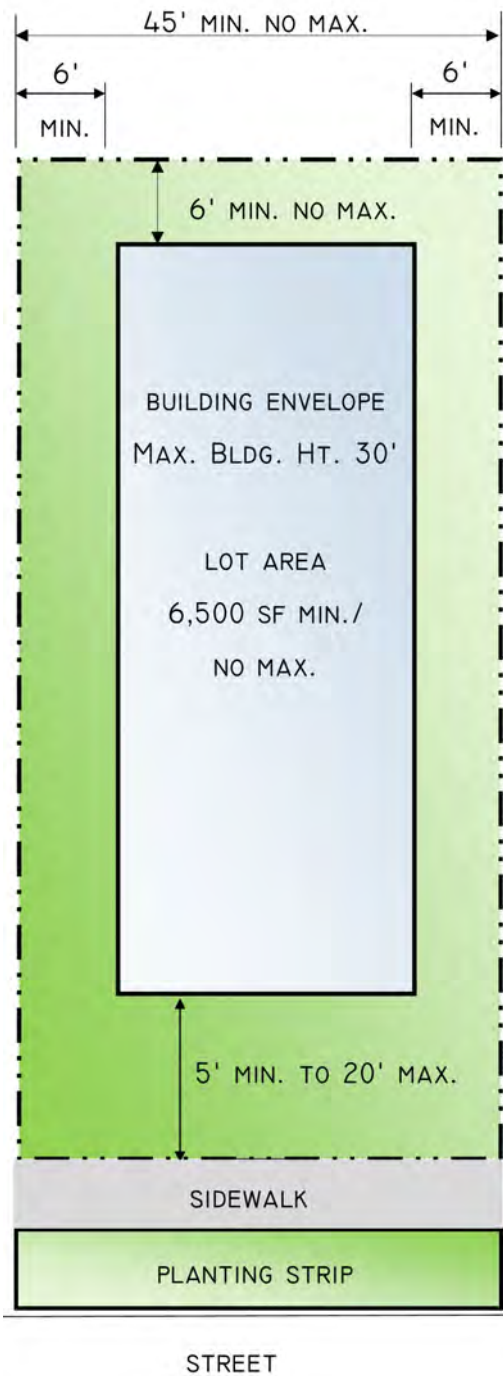 45' MIN. NO MAX.
6' 6'
MIN. MIN.
6' MIN. NO MAX.
BUILDING ENVELOPE
MAX. BLDG. HT. 30'
LOT AREA
6,500 SF MIN./
NO MAX.
5' MIN. TO 20' MAX.
SIDEWALK
PLANTING STRIP
STREET